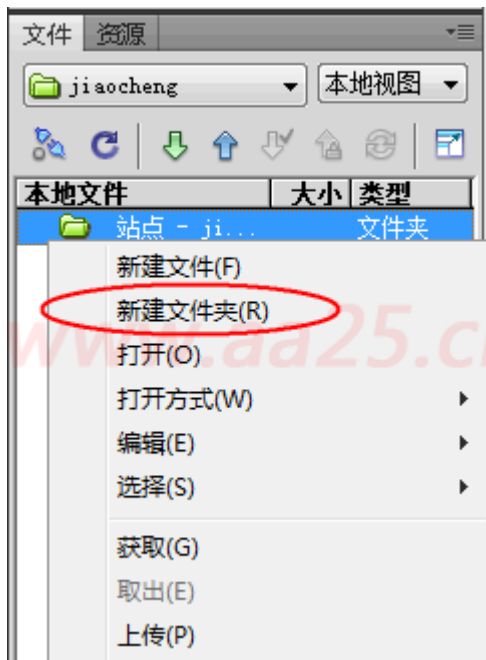 文件 资源
jiaocheng 本地视图
本地文件 大小 类型
站点 - ji... 文件夹
新建文件(F)
新建文件夹(R)
www.aa25.c
打开(O)
打开方式(W)
编辑(E)
选择(S)
获取(G)
取出(E)
上传(P)